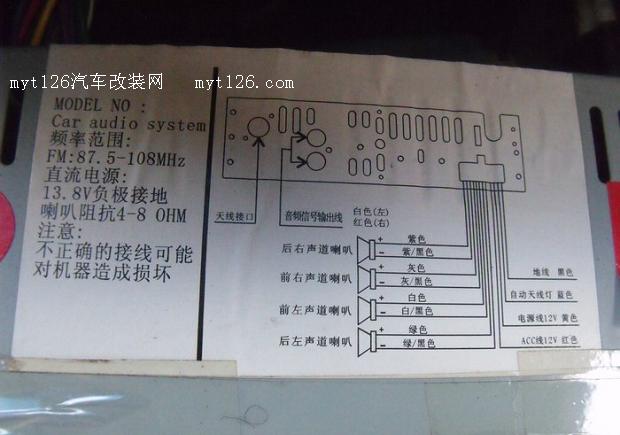 myt126汽车改装网 myt126.com
MODEL NO :
Car audio system
频率范围:
FM:87.5-108MHz
直流电源:
13.8V负极接地
喇叭阻抗4-8 OHM
注意:
不正确的接线可能
对机器造成损坏
天线接口
音频信号输出线
白色(左)
红色(右)
后右声道喇叭 + 紫色
- 紫/黑色
前右声道喇叭 + 灰色
- 灰/黑色
前左声道喇叭 + 白色
- 白/黑色
后左声道喇叭 + 绿色
- 绿/黑色
地线 黑色
自动天线灯 蓝色
电源线12V 黄色
ACC线12V 红色